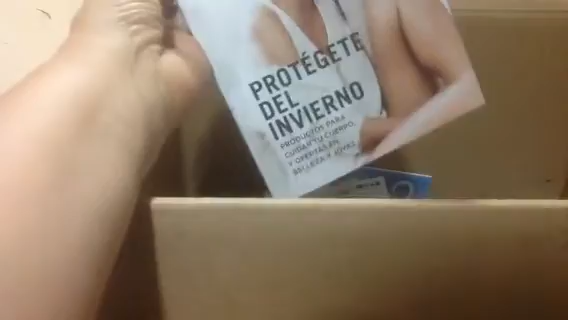 PROTÉGETE
DEL
INVIERNO
PRODUCTOS PARA
CUIDAR TU CUERPO,
Y OFERTAS EN
BELLEZA Y JOYAS